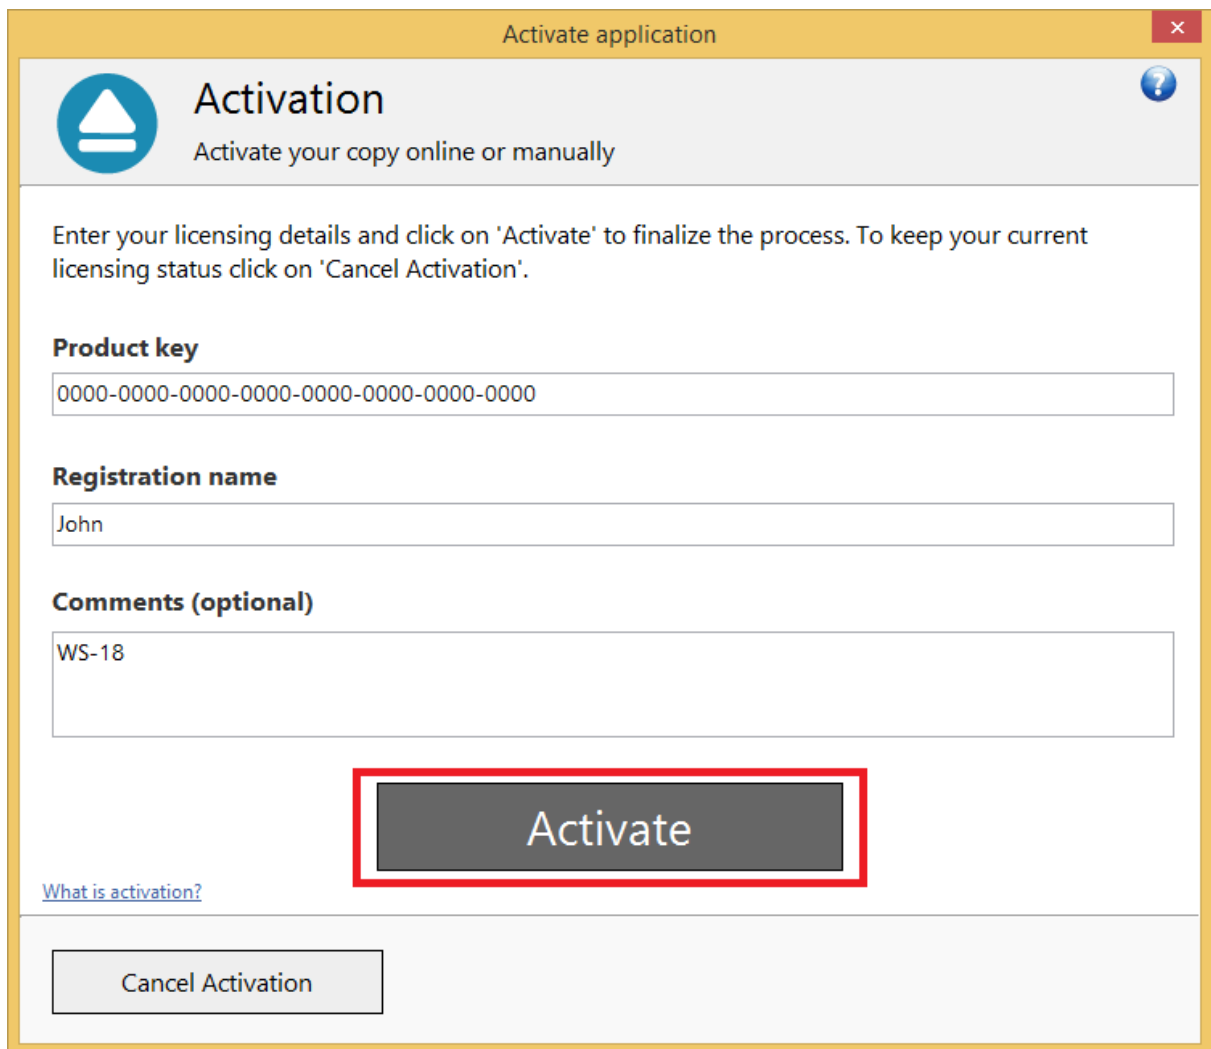 Activate application
Activation
Activate your copy online or manually
Enter your licensing details and click on 'Activate' to finalize the process. To keep your current
licensing status click on 'Cancel Activation'.
Product key
0000-0000-0000-0000-0000-0000-0000-0000
Registration name
John
Comments (optional)
WS-18
Activate
What is activation?
Cancel Activation